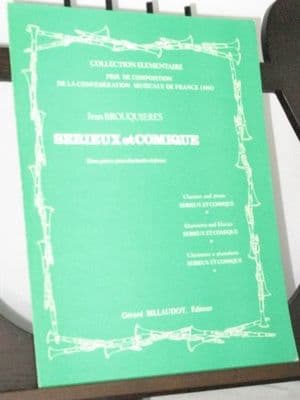 COLLECTION ELEMENTAIRE
PRIX DE COMPOSITION
DE LA CONFEDERATION MUSICALE DE FRANCE
Jean BROUQUIERES
SERIEUX et COMIQUE
Clarinet and piano
SERIEUX ET COMIQUE
Klarinette und Klavier
SERIEUX ET COMIQUE
Clarinetto e pianoforte
SERIEUX ET COMIQUE
Gérard BILLAUDOT, Editeur